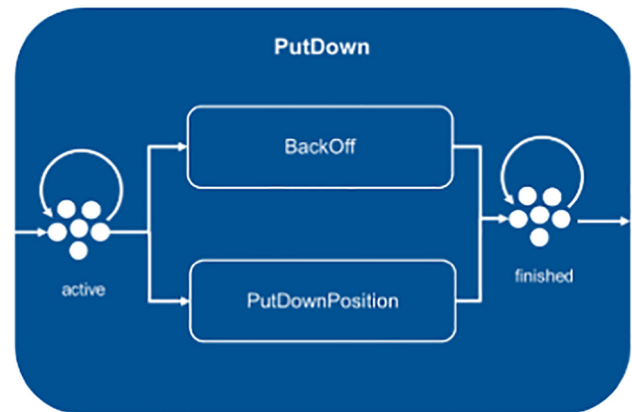 PutDown
BackOff
active
PutDownPosition
finished